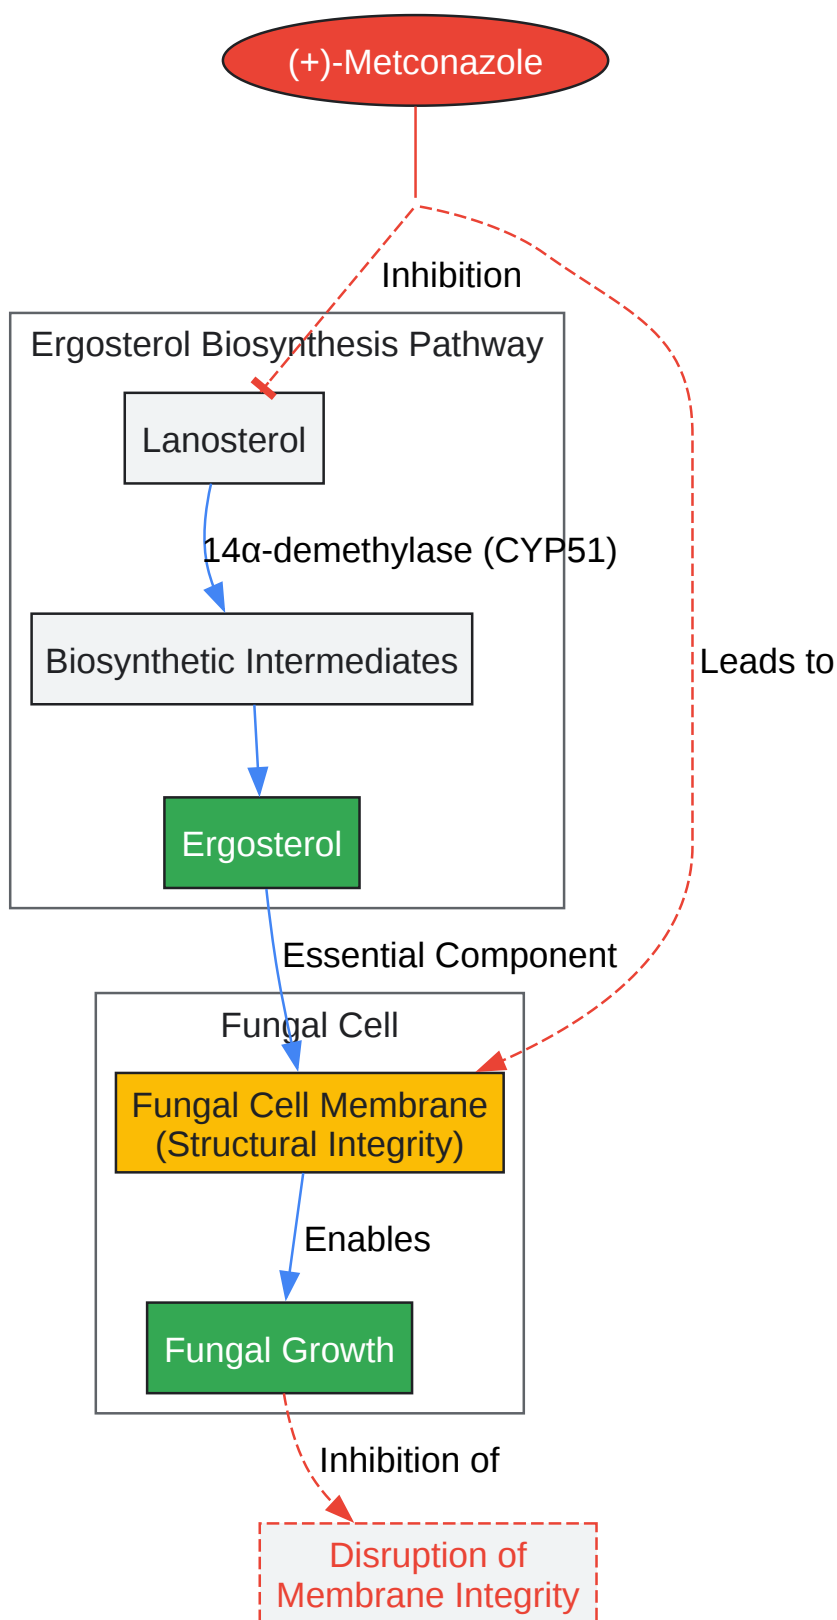 (+)-Metconazole
Inhibition
Ergosterol Biosynthesis Pathway
Lanosterol
14α-demethylase (CYP51)
Biosynthetic Intermediates
Leads to
Ergosterol
Essential Component
Fungal Cell
Fungal Cell Membrane
(Structural Integrity)
Enables
Fungal Growth
Inhibition of
Disruption of
Membrane Integrity